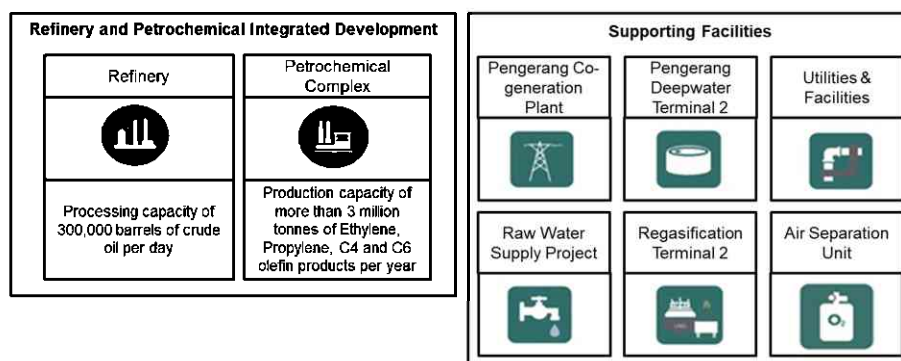 Refinery and Petrochemical Integrated Development
Refinery
Petrochemical
Complex
Processing capacity of
300,000 barrels of crude
oil per day
Production capacity of
more than 3 million
tonnes of Ethylene,
Propylene, C4 and C6
olefin products per year
Supporting Facilities
Pengerang Co-
generation
Plant
Pengerang
Deepwater
Terminal 2
Utilities &
Facilities
Raw Water
Supply Project
Regasification
Terminal 2
Air Separation
Unit
O2